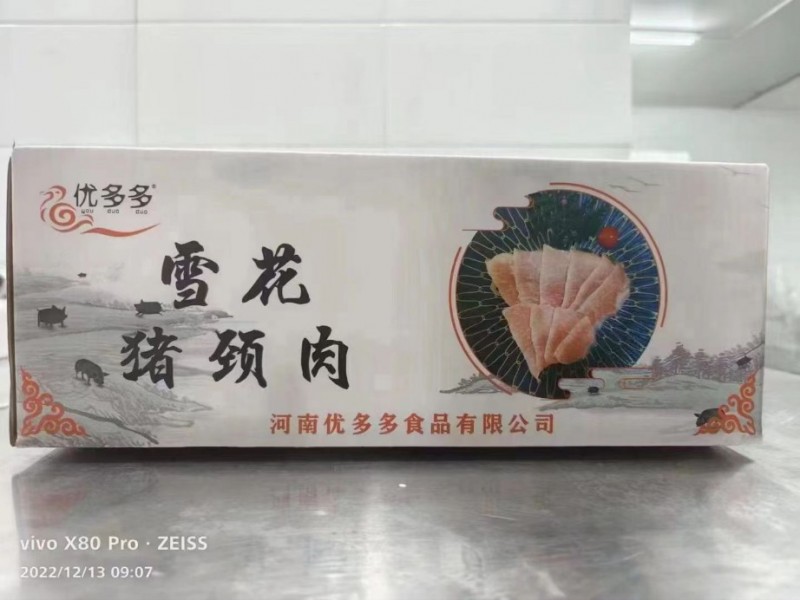 优多多®
you duo duo
雪花
猪颈肉
河南优多多食品有限公司
vivo X80 Pro · ZEISS
2022/12/13 09:07